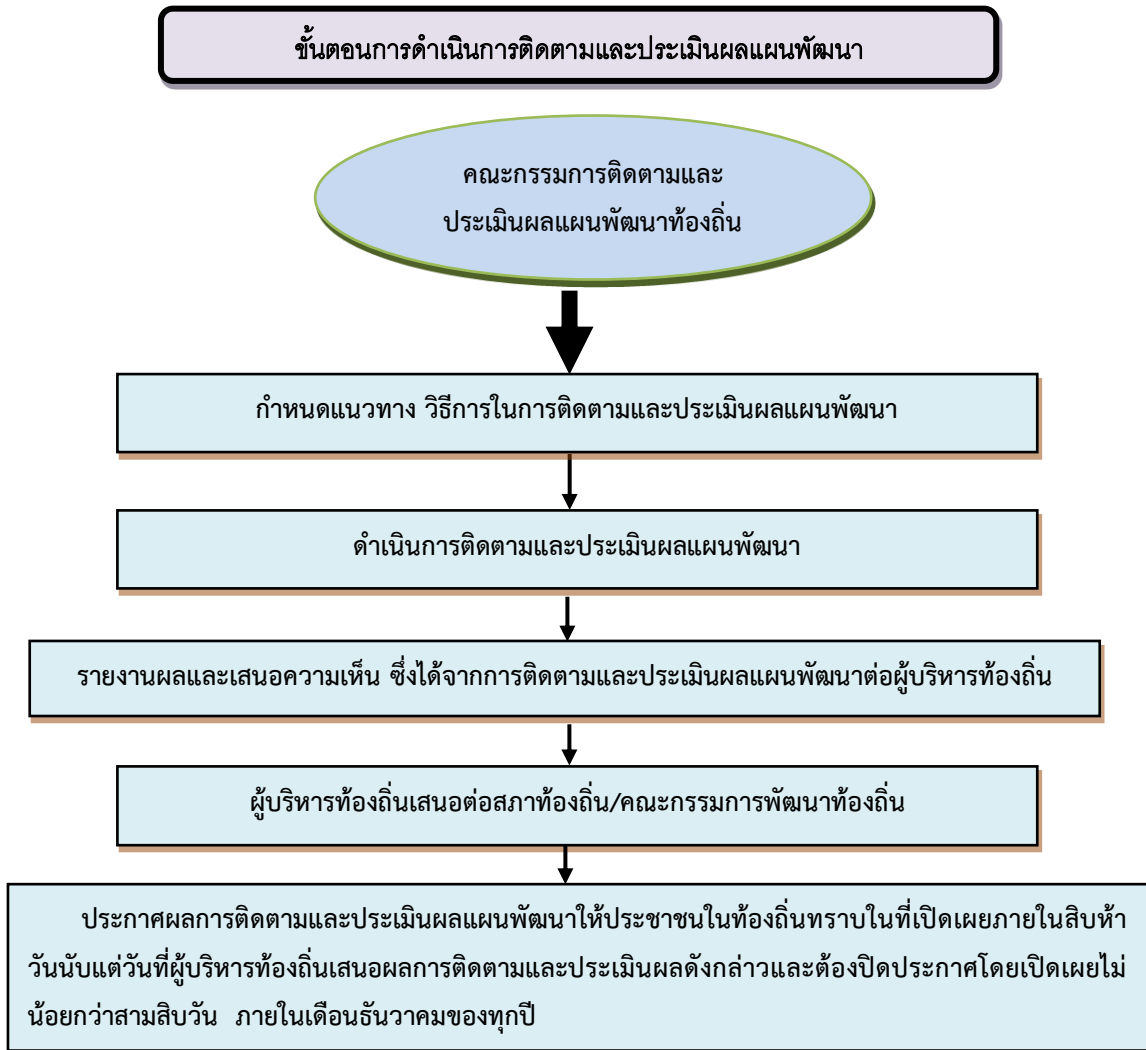 ขั้นตอนการดำเนินการติดตามและประเมินผลแผนพัฒนา
คณะกรรมการติดตามและ
ประเมินผลแผนพัฒนาท้องถิ่น
กำหนดแนวทาง วิธีการในการติดตามและประเมินผลแผนพัฒนา
ดำเนินการติดตามและประเมินผลแผนพัฒนา
รายงานผลและเสนอความเห็น ซึ่งได้จากการติดตามและประเมินผลแผนพัฒนาต่อผู้บริหารท้องถิ่น
ผู้บริหารท้องถิ่นเสนอต่อสภาท้องถิ่น/คณะกรรมการพัฒนาท้องถิ่น
ประกาศผลการติดตามและประเมินผลแผนพัฒนาให้ประชาชนในท้องถิ่นทราบในที่เปิดเผยภายในสิบห้า
วันนับแต่วันที่ผู้บริหารท้องถิ่นเสนอผลการติดตามและประเมินผลดังกล่าวและต้องปิดประกาศโดยเปิดเผยไม่
น้อยกว่าสามสิบวัน ภายในเดือนธันวาคมของทุกปี